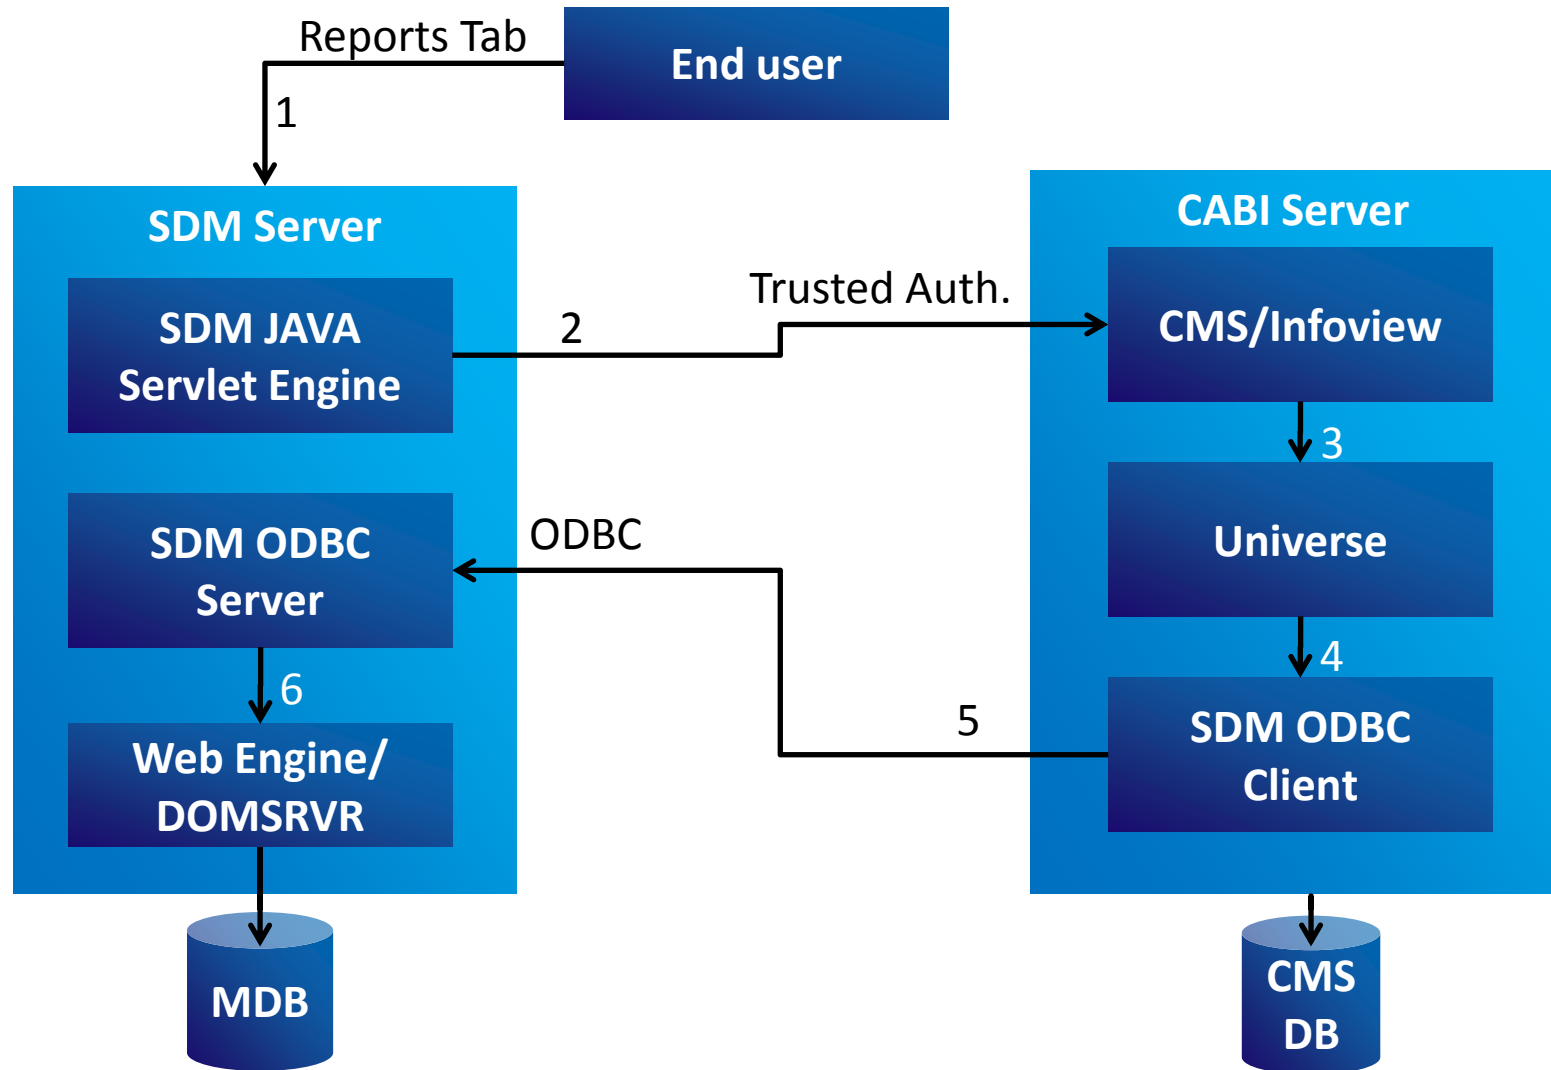 Reports Tab
End user
1
SDM Server
CABI Server
SDM JAVA
Servlet Engine
2
Trusted Auth.
CMS/Infoview
3
SDM ODBC
Server
ODBC
Universe
4
6
5
Web Engine/
DOMSRVR
SDM ODBC
Client
MDB
CMS
DB